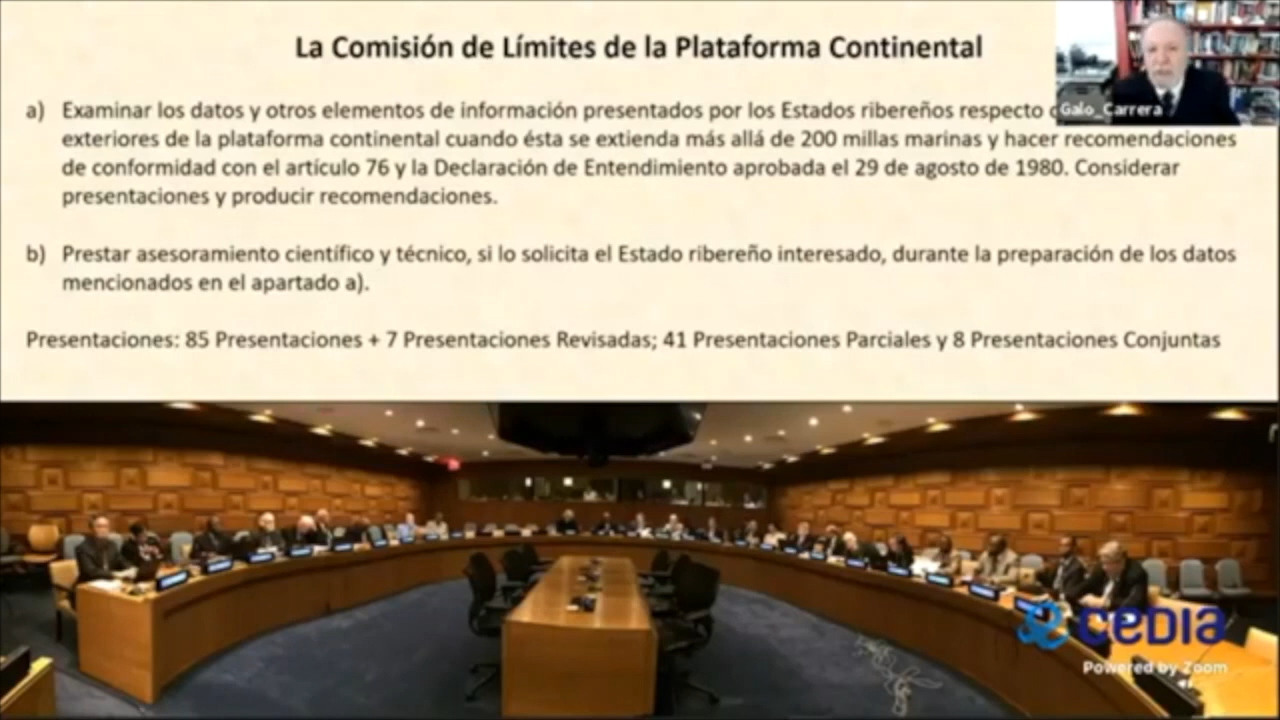 La Comisión de Límites de la Plataforma Continental
Galo_Carrera
a) Examinar los datos y otros elementos de información presentados por los Estados ribereños respecto
exteriores de la plataforma continental cuando ésta se extienda más allá de 200 millas marinas y hacer recomendaciones
de conformidad con el artículo 76 y la Declaración de Entendimiento aprobada el 29 de agosto de 1980. Considerar
presentaciones y producir recomendaciones.
b) Prestar asesoramiento científico y técnico, si lo solicita el Estado ribereño interesado, durante la preparación de los datos
mencionados en el apartado a).
Presentaciones: 85 Presentaciones + 7 Presentaciones Revisadas; 41 Presentaciones Parciales y 8 Presentaciones Conjuntas
cedia
Powered by Zoom